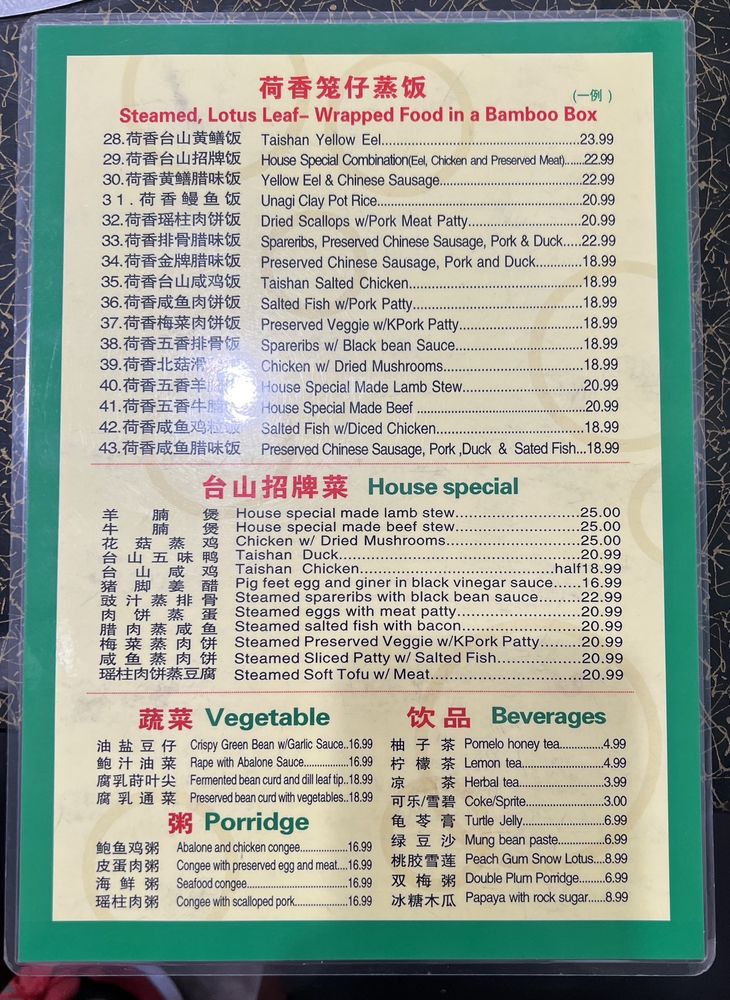 荷香笼仔蒸饭 (一例)
Steamed, Lotus Leaf– Wrapped Food in a Bamboo Box
28.荷香台山黄鳝饭 Taishan Yellow Eel...23.99
29.荷香台山招牌饭 House Special Combination(Eel, Chicken and Preserved Meat)...22.99
30.荷香黄鳝腊味饭 Yellow Eel & Chinese Sausage...22.99
31.荷香鳗鱼饭 Unagi Clay Pot Rice...20.99
32.荷香瑶柱肉饼饭 Dried Scallops w/Pork Meat Patty...20.99
33.荷香排骨腊味饭 Spareribs, Preserved Chinese Sausage, Pork & Duck...22.99
34.荷香金牌腊味饭 Preserved Chinese Sausage, Pork and Duck...18.99
35.荷香台山咸鸡饭 Taishan Salted Chicken...18.99
36.荷香咸鱼肉饼饭 Salted Fish w/Pork Patty...18.99
37.荷香梅菜肉饼饭 Preserved Veggie w/KPork Patty...18.99
38.荷香五香排骨饭 Spareribs w/ Black bean Sauce...18.99
39.荷香北菇滑 Chicken w/ Dried Mushrooms...18.99
40.荷香五香羊 House Special Made Lamb Stew...20.99
41.荷香五香牛腩 House Special Made Beef ...20.99
42.荷香咸鱼鸡粒饭 Salted Fish w/Diced Chicken...18.99
43.荷香咸鱼腊味饭 Preserved Chinese Sausage, Pork ,Duck & Sated Fish...18.99
台山招牌菜 House special
羊腩煲 House special made lamb stew...25.00
牛腩煲 House special made beef stew...25.00
花菇蒸鸡 Chicken w/ Dried Mushrooms...25.00
台山五味鸭 Taishan Duck...20.99
台山咸鸡 Taishan Chicken...half18.99
猪脚姜醋 Pig feet egg and giner in black vinegar sauce...16.99
豉汁蒸排骨 Steamed spareribs with black bean sauce...22.99
肉饼蒸蛋 Steamed eggs with meat patty...20.99
腊肉蒸咸鱼 Steamed salted fish with bacon...20.99
梅菜蒸肉饼 Steamed Preserved Veggie w/KPork Patty...20.99
咸鱼蒸肉饼 Steamed Sliced Patty w/ Salted Fish...20.99
瑶柱肉饼蒸豆腐 Steamed Soft Tofu w/ Meat...20.99
蔬菜 Vegetable
油盐豆仔 Crispy Green Bean w/Garlic Sauce..16.99
鲍汁油菜 Rape with Abalone Sauce...16.99
腐乳莳叶尖 Fermented bean curd and dill leaf tip..18.99
腐乳通菜 Preserved bean curd with vegetables..18.99
粥 Porridge
鲍鱼鸡粥 Abalone and chicken congee...16.99
皮蛋肉粥 Congee with preserved egg and meat....16.99
海鲜粥 Seafood congee...16.99
瑶柱肉粥 Congee with scalloped pork...16.99
饮品 Beverages
柚子茶 Pomelo honey tea...4.99
柠檬茶 Lemon tea...4.99
凉茶 Herbal tea...3.99
可乐/雪碧 Coke/Sprite...3.00
龟苓膏 Turtle Jelly...6.99
绿豆沙 Mung bean paste...6.99
桃胶雪莲 Peach Gum Snow Lotus...8.99
双梅粥 Double Plum Porridge...6.99
冰糖木瓜 Papaya with rock sugar...8.99